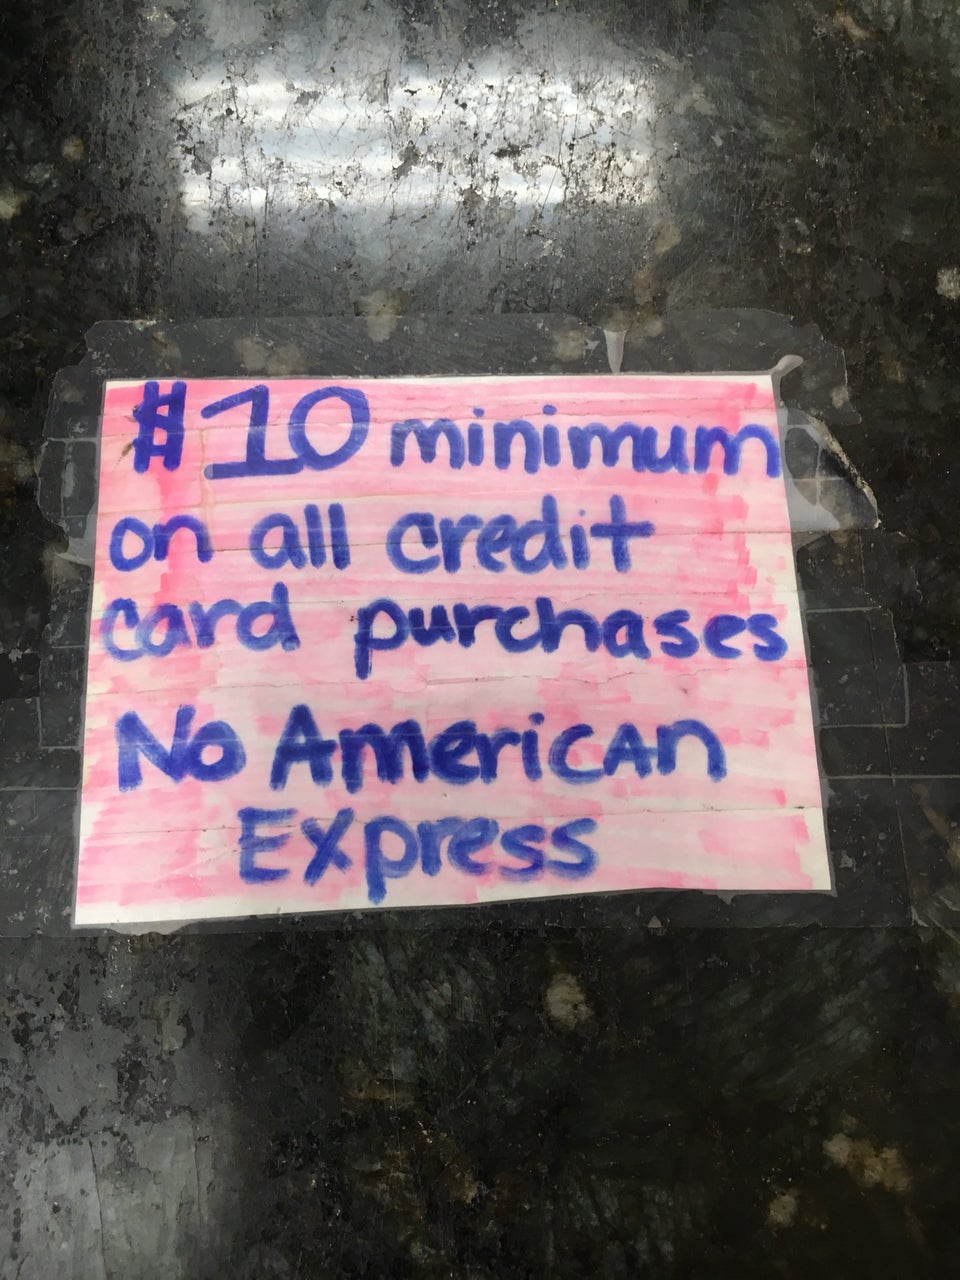 $10 minimum
on all credit
card purchases
No American
Express